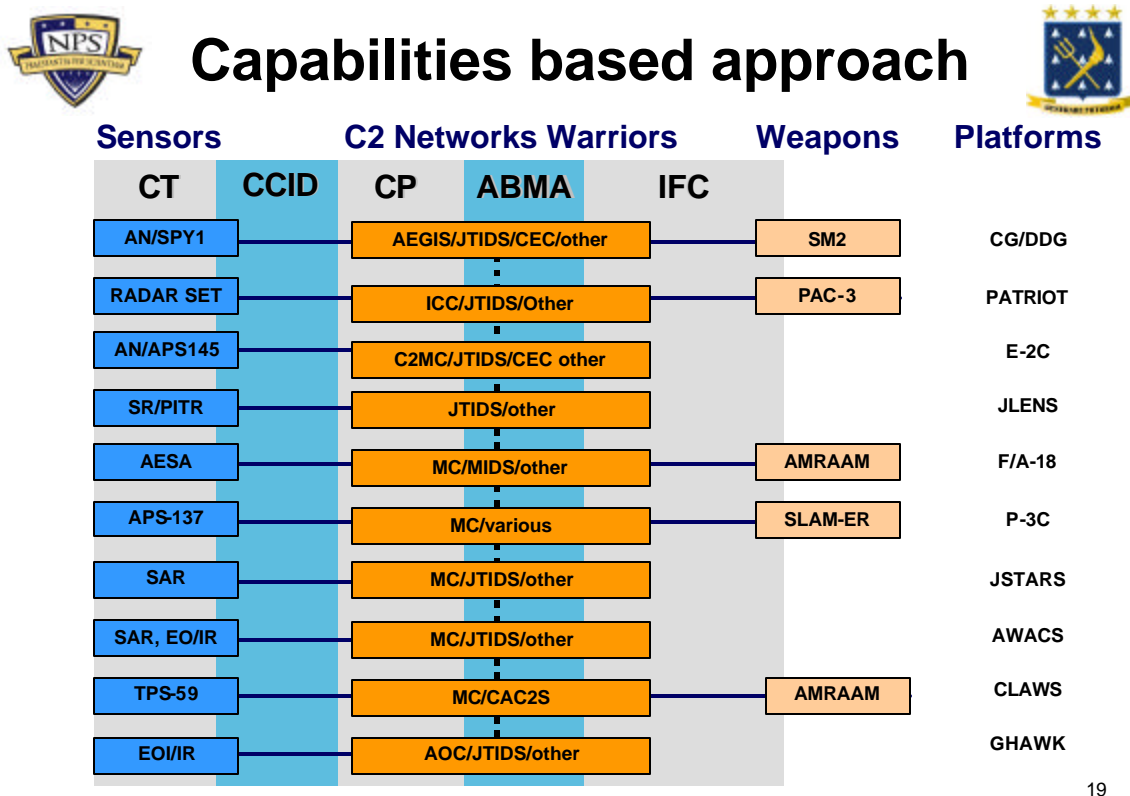 NPS
Capabilities based approach
Sensors C2 Networks Warriors Weapons Platforms
CT CCID CP ABMA IFC
AN/SPY1 AEGIS/JTIDS/CEC/other SM2 CG/DDG
RADAR SET ICC/JTIDS/Other PAC-3 PATRIOT
AN/APS145 C2MC/JTIDS/CEC other E-2C
SR/PITR JTIDS/other JLENS
AESA MC/MIDS/other AMRAAM F/A-18
APS-137 MC/various SLAM-ER P-3C
SAR MC/JTIDS/other JSTARS
SAR, EO/IR MC/JTIDS/other AWACS
TPS-59 MC/CAC2S AMRAAM CLAWS
EOI/IR AOC/JTIDS/other GHAWK
19